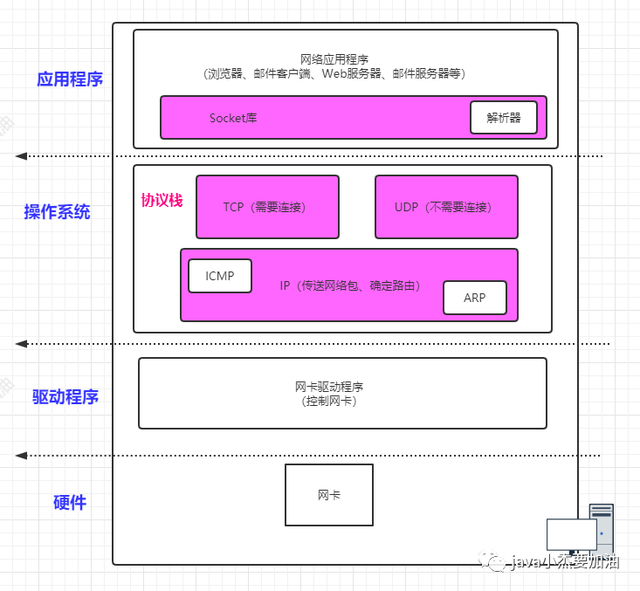 网络应用程序
（浏览器、邮件客户端、Web服务器、邮件服务器等）
应用程序
Socket库
解析器
协议栈
TCP（需要连接）
UDP（不需要连接）
操作系统
ICMP
IP（传送网络包、确定路由）
ARP
网卡驱动程序
（控制网卡）
驱动程序
网卡
硬件
java小杰要加油